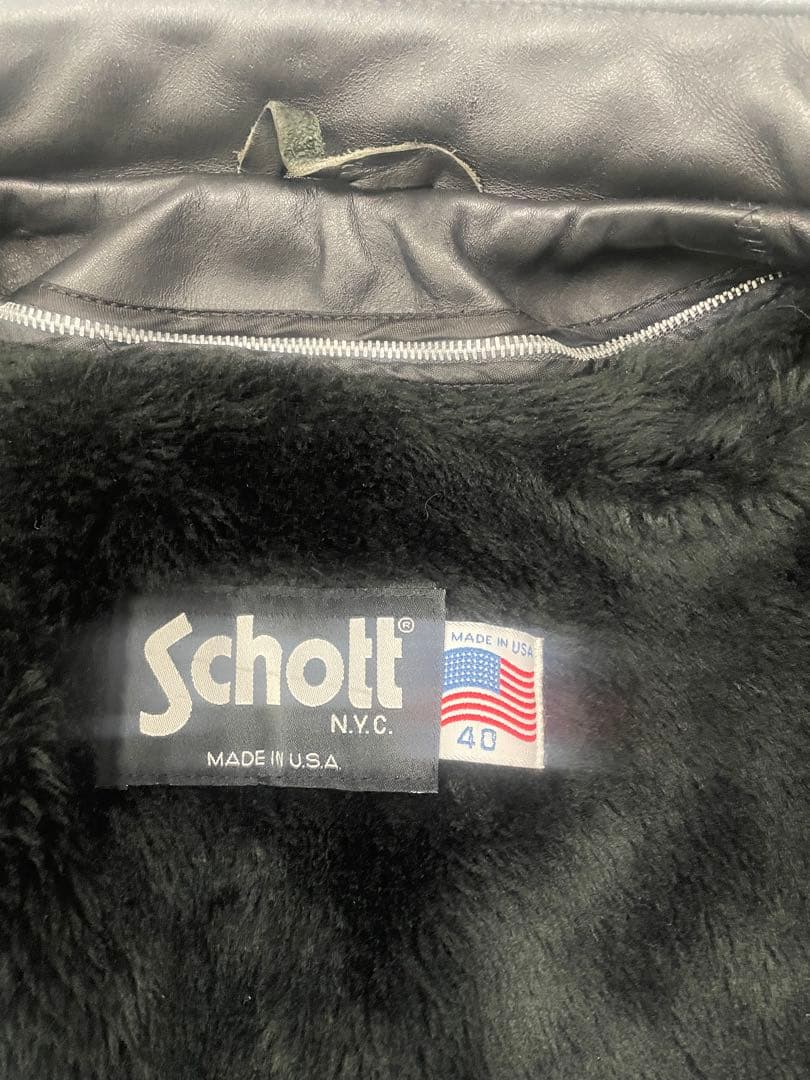 Schott®
N.Y.C.
MADE IN U.S.A.
MADE IN USA
40